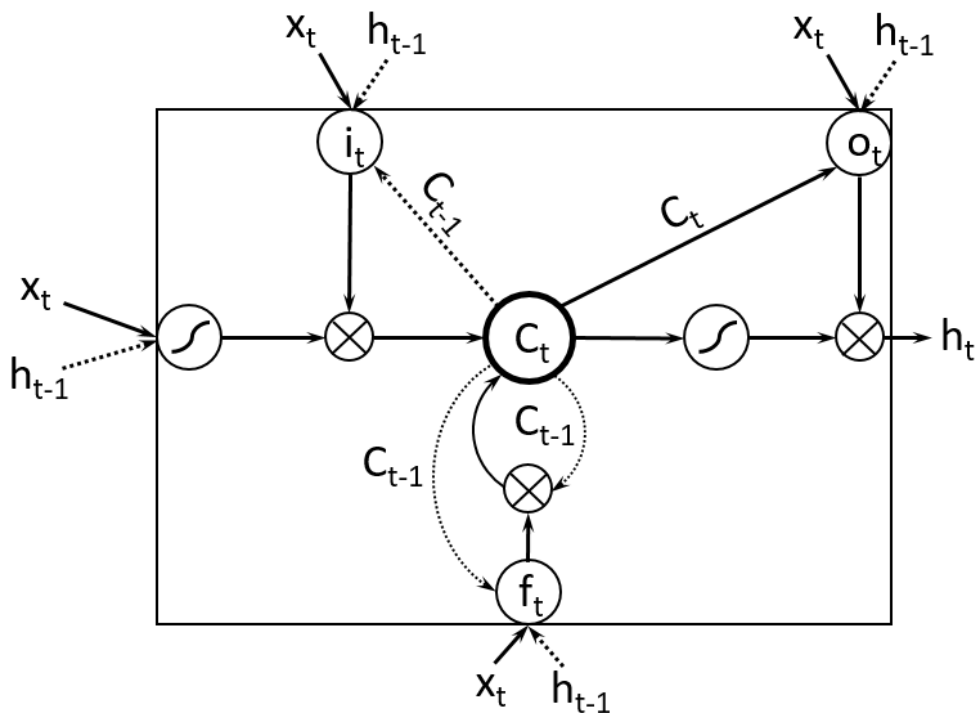 xₜ hₜ₋₁ xₜ hₜ₋₁
iₜ oₜ
Cₜ₋₁ Cₜ
xₜ
Cₜ hₜ
hₜ₋₁
Cₜ₋₁
Cₜ₋₁
fₜ
xₜ hₜ₋₁